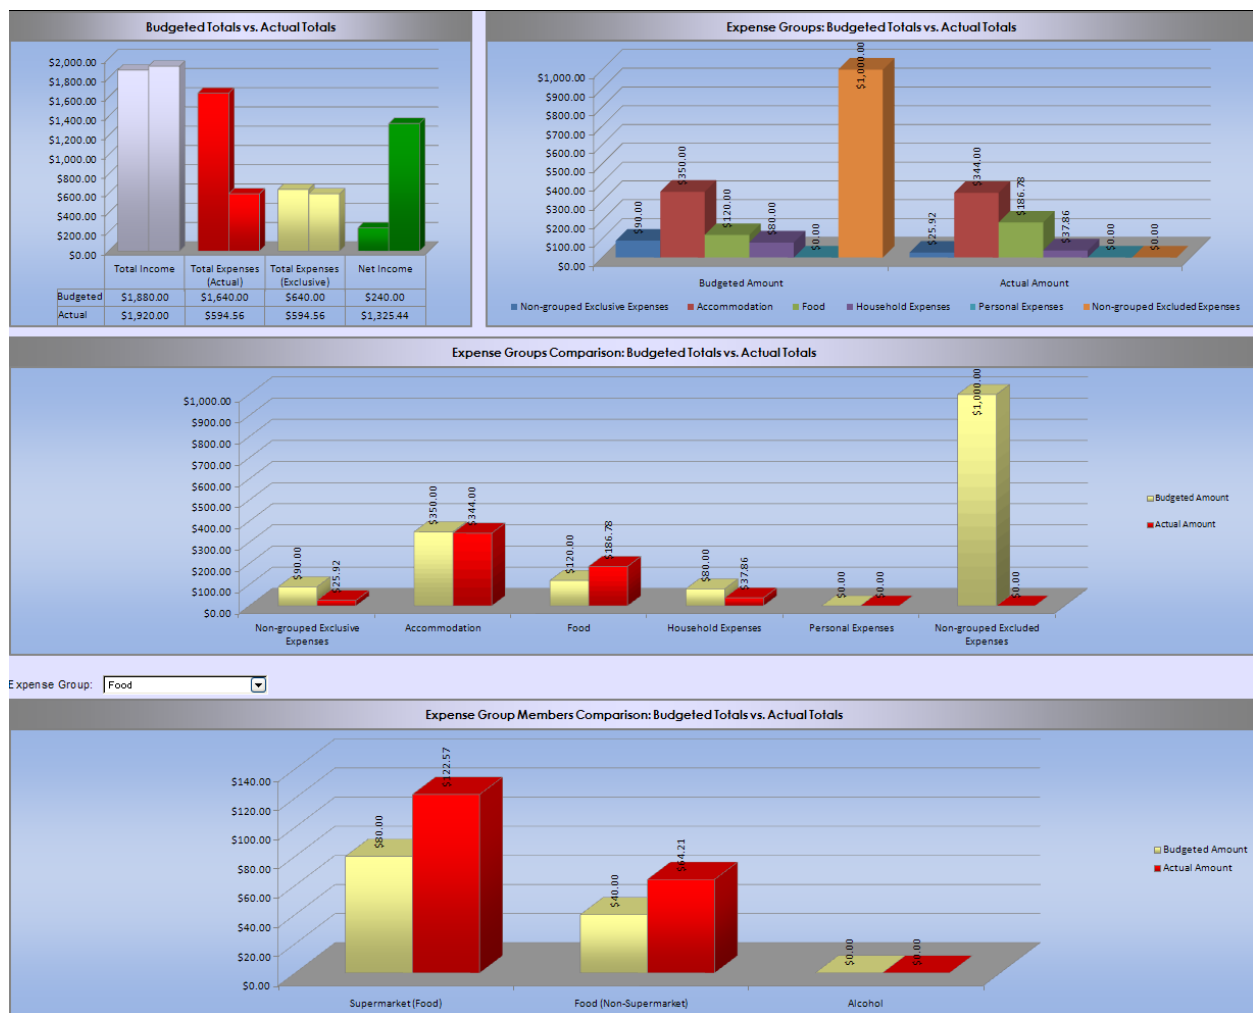 Budgeted Totals vs. Actual Totals
$2,000.00
$1,800.00
$1,600.00
$1,400.00
$1,200.00
$1,000.00
$800.00
$600.00
$400.00
$200.00
$0.00
Total Income Total Expenses (Actual) Total Expenses (Exclusive) Net Income
Budgeted $1,880.00 $1,640.00 $640.00 $240.00
Actual $1,920.00 $594.56 $594.56 $1,325.44
Expense Groups: Budgeted Totals vs. Actual Totals
$1,000.00
$900.00
$800.00
$700.00
$600.00
$500.00
$400.00
$300.00
$200.00
$100.00
$0.00
$90.00 $350.00 $120.00 $80.00 $0.00 $1,000.00 $25.92 $344.00 $186.78 $37.86 $0.00 $0.00
Budgeted Amount Actual Amount
Non-grouped Exclusive Expenses Accommodation Food Household Expenses Personal Expenses Non-grouped Excluded Expenses
Expense Groups Comparison: Budgeted Totals vs. Actual Totals
$1,000.00
$900.00
$800.00
$700.00
$600.00
$500.00
$400.00
$300.00
$200.00
$100.00
$0.00
$90.00 $25.92 $350.00 $344.00 $120.00 $186.78 $80.00 $37.86 $0.00 $0.00 $1,000.00 $0.00
Non-grouped Exclusive Expenses Accommodation Food Household Expenses Personal Expenses Non-grouped Excluded Expenses
Budgeted Amount
Actual Amount
Expense Group: Food
Expense Group Members Comparison: Budgeted Totals vs. Actual Totals
$140.00
$120.00
$100.00
$80.00
$60.00
$40.00
$20.00
$0.00
$80.00 $122.57 $40.00 $64.21 $0.00 $0.00
Supermarket (Food) Food (Non-Supermarket) Alcohol
Budgeted Amount
Actual Amount